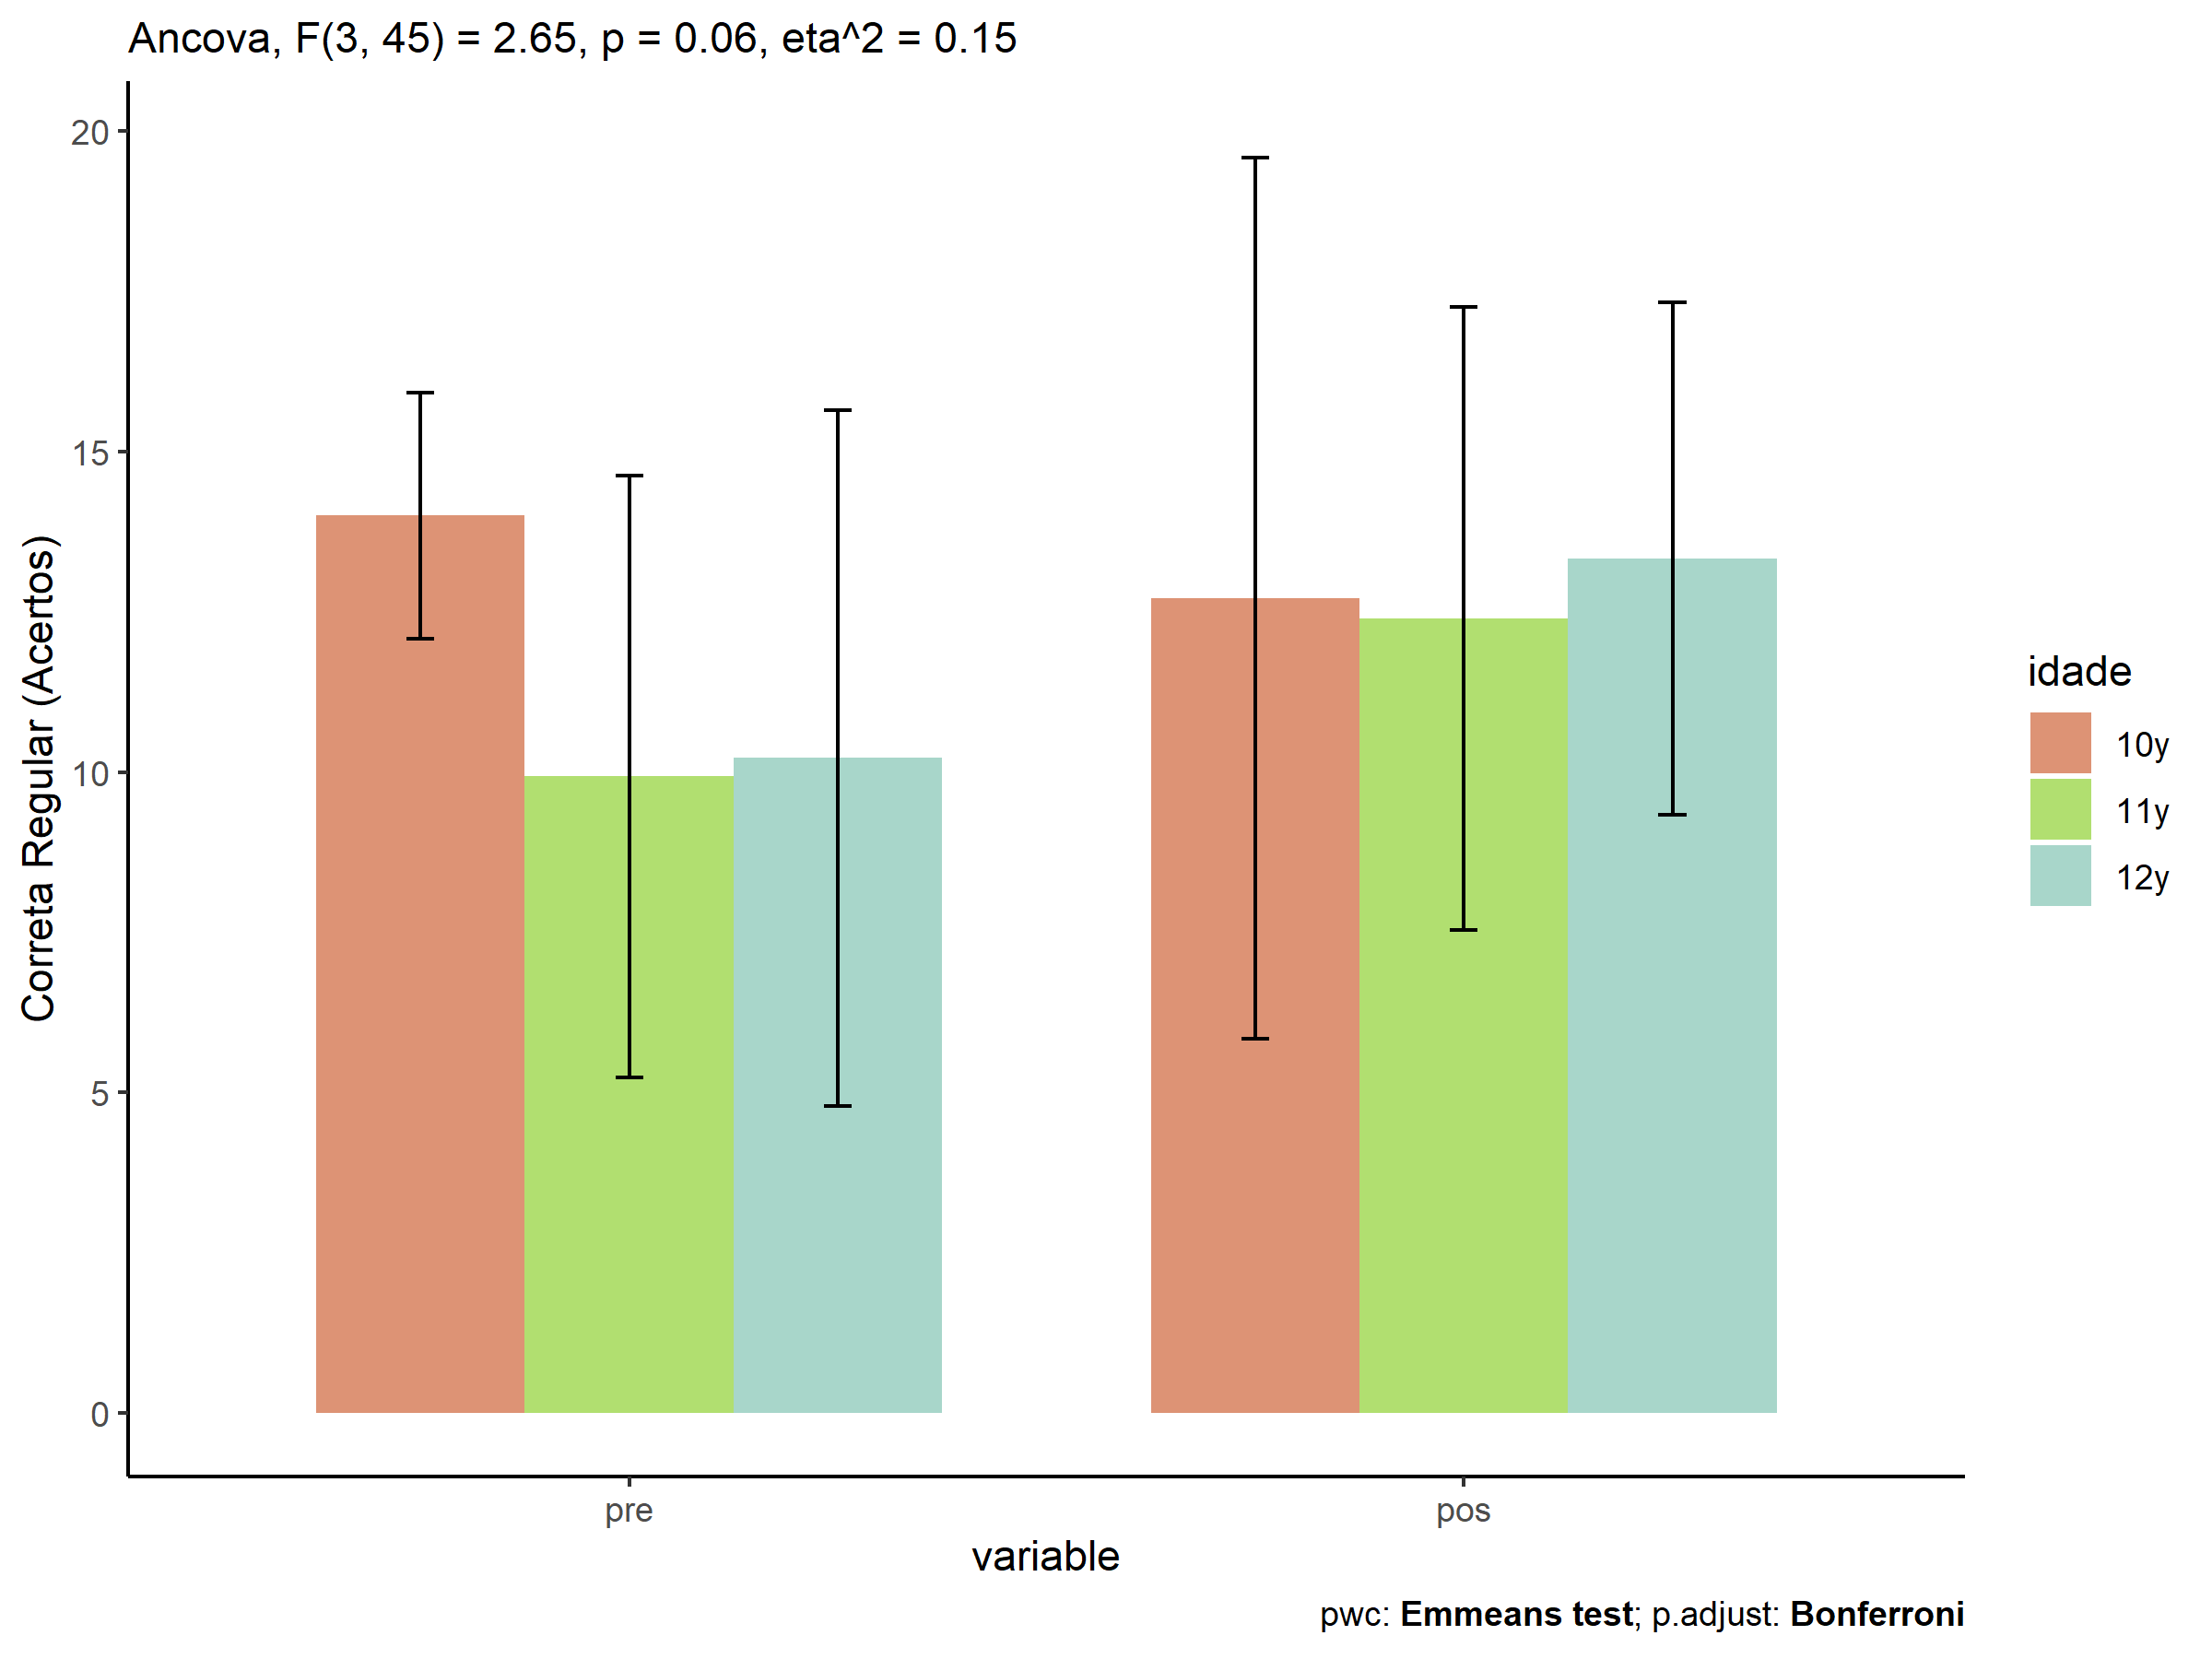 Ancova, F(3, 45) = 2.65, p = 0.06, eta^2 = 0.15
Correta Regular (Acertos)
20
15
10
5
0
pre
pos
variable
idade
10y
11y
12y
pwc: Emmeans test; p.adjust: Bonferroni